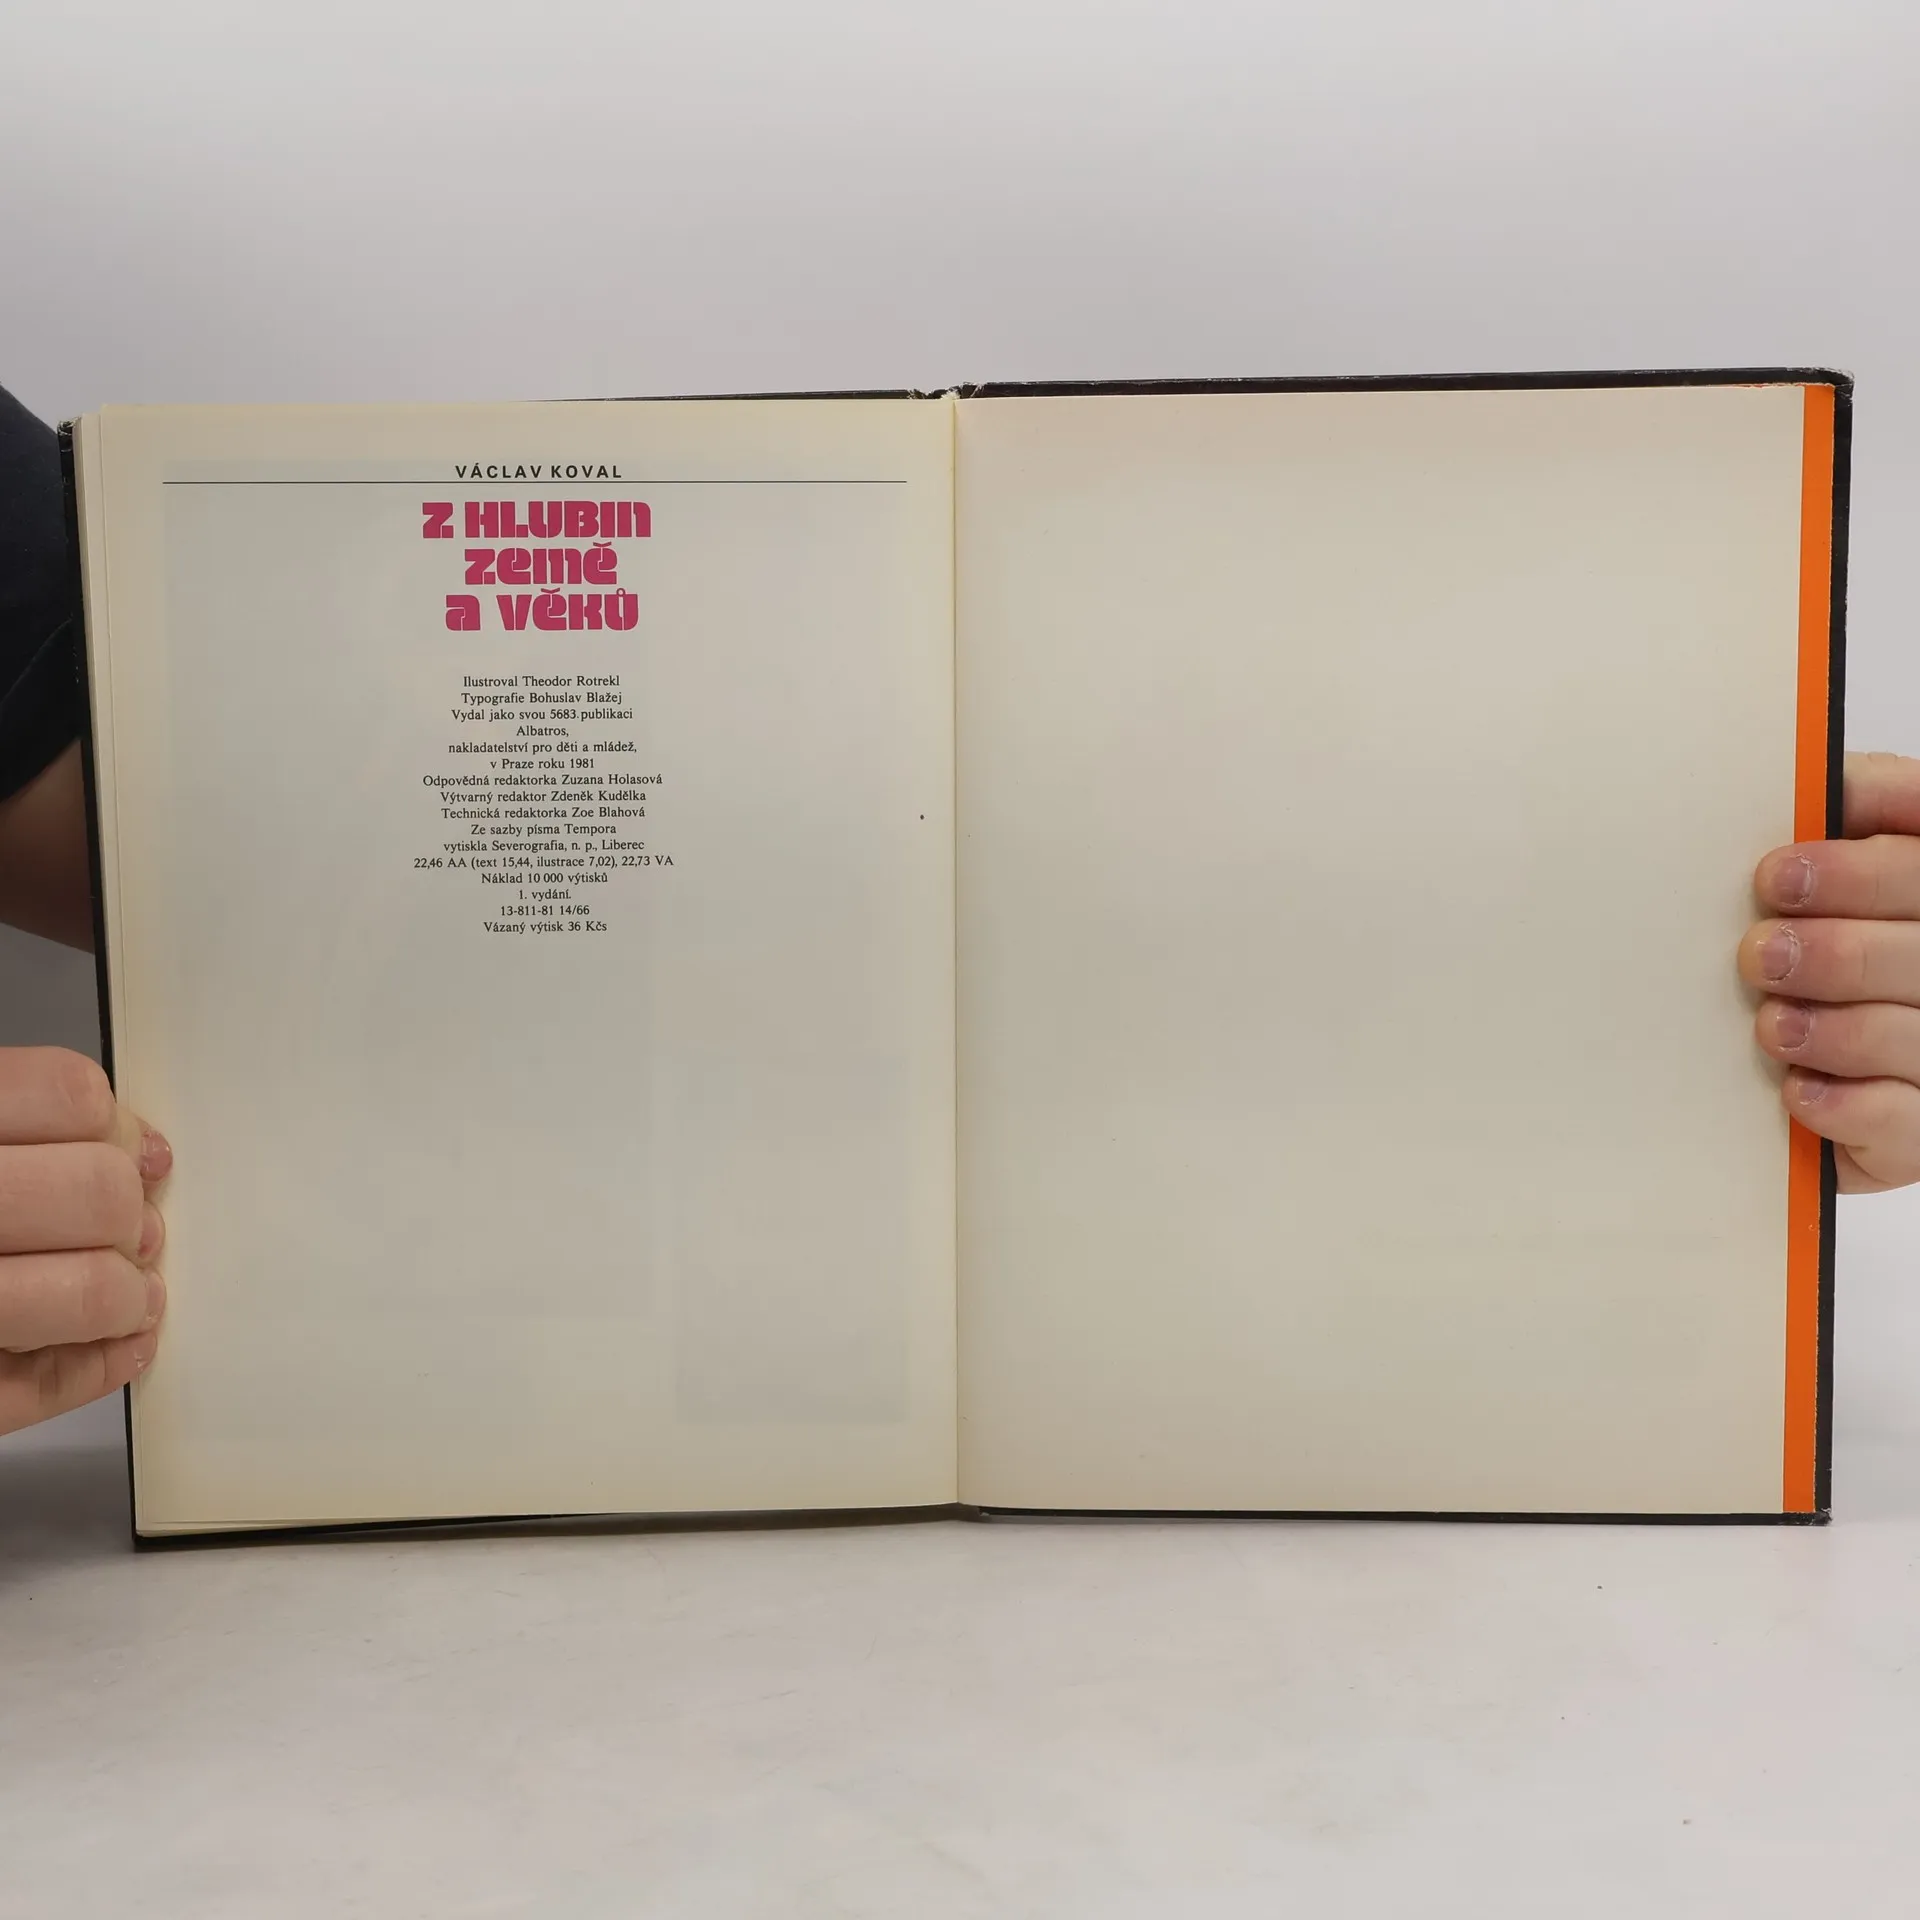 VÁCLAV KOVAL
Z HLUBIN
ZEMĚ
A VĚKŮ
Ilustroval Theodor Rotrekl
Typografie Bohuslav Blažej
Vydal jako svou 5683. publikaci
Albatros,
nakladatelství pro děti a mládež,
v Praze roku 1981
Odpovědná redaktorka Zuzana Holasová
Výtvarný redaktor Zdeněk Kudělka
Technická redaktorka Zoe Blahová
Ze sazby písma Tempora
vytiskla Severografia, n. p., Liberec
22,46 AA (text 15,44, ilustrace 7,02), 22,73 VA
Náklad 10 000 výtisků
1. vydání.
13-811-81 14/66
Vázaný výtisk 36 Kčs